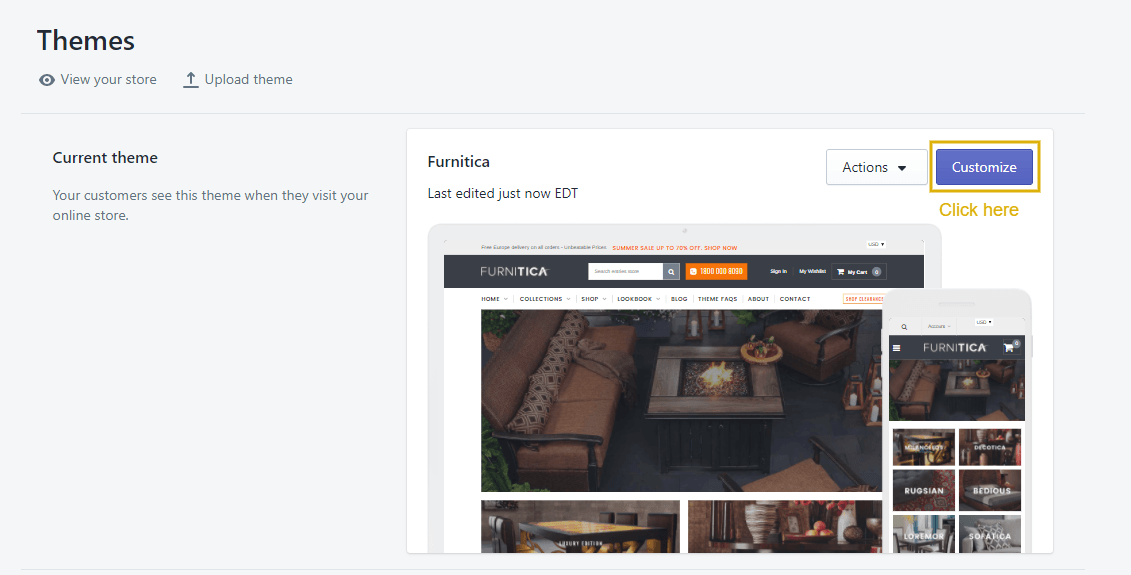 Themes
View your store
Upload theme
Current theme
Your customers see this theme when they visit your
online store.
Furnitica
Last edited just now EDT
Actions
Customize
Click here
Free Europe delivery on all orders - Unbeatable Prices
SUMMER SALE UP TO 70% OFF. SHOP NOW
USD
FURNITICA
Search entire store
1800 000 8080
Sign In
My Wishlist
My Cart
0
HOME
COLLECTIONS
SHOP
LOOKBOOK
BLOG
THEME FAQS
ABOUT
CONTACT
LUXURY EDITION
Account
USD
FURNITICA
0
DECOTICA
RUGSIAN
BEDIOUS
LOREMOR
SOFATICA